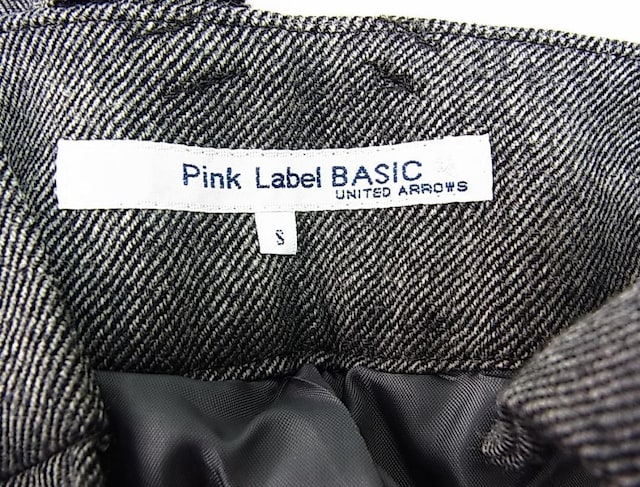 Pink Label BASIC
UNITED ARROWS
S